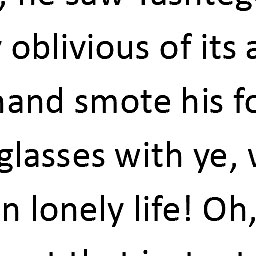 he saw Tashteg
oblivious of its a
hand smote his fo
glasses with ye, w
n lonely life! Oh,